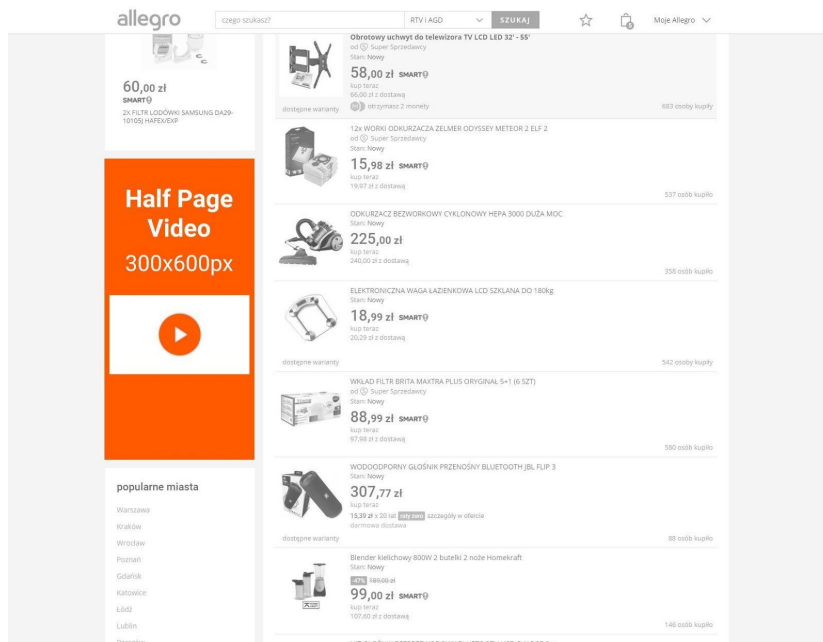 allegro
czego szukasz?
RTV i AGD
SZUKAJ
Moje Allegro
60,00 zł
SMART
2X FILTR LODÓWKI SAMSUNG DA29-
10105J HAFEX/EXP
Half Page
Video
300x600px
popularne miasta
Warszawa
Kraków
Wrocław
Poznań
Gdańsk
Katowice
Łódź
Lublin
Obrotowy uchwyt do telewizora TV LCD LED 32' - 55'
od Super Sprzedawcy
Stan: Nowy
58,00 zł SMART
kup teraz
66,00 zł z dostawą
dostępne warianty
otrzymasz 2 monety
683 osoby kupiły
12x WORKI ODKURZACZA ZELMER ODYSSEY METEOR 2 ELF 2
od Super Sprzedawcy
Stan: Nowy
15,98 zł SMART
kup teraz
19,97 zł z dostawą
537 osób kupiło
ODKURZACZ BEZWORKOWY CYKLONOWY HEPA 3000 DUŻA MOC
Stan: Nowy
225,00 zł
kup teraz
240,00 zł z dostawą
358 osób kupiło
ELEKTRONICZNA WAGA ŁAZIENKOWA LCD SZKLANA DO 180kg
Stan: Nowy
18,99 zł SMART
kup teraz
20,29 zł z dostawą
dostępne warianty
542 osoby kupiły
WKŁAD FILTR BRITA MAXTRA PLUS ORYGINAŁ 5+1 (6 SZT)
od Super Sprzedawcy
Stan: Nowy
88,99 zł SMART
kup teraz
97,98 zł z dostawą
580 osób kupiło
WODOODPORNY GŁOŚNIK PRZENOŚNY BLUETOOTH JBL FLIP 3
Stan: Nowy
307,77 zł
kup teraz
15,39 zł x 20 rat raty zero szczegóły w ofercie
darmowa dostawa
dostępne warianty
88 osób kupiło
Blender kielichowy 800W 2 butelki 2 noże Homekraft
Stan: Nowy
-47% 189,00 zł
99,00 zł SMART
kup teraz
107,60 zł z dostawą
146 osób kupiło